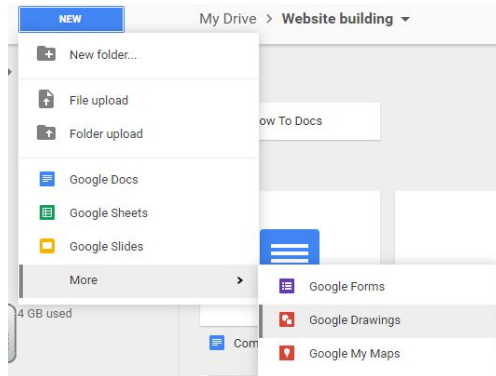 NEW
My Drive > Website building
New folder...
File upload
ow To Docs
Folder upload
Google Docs
Google Sheets
Google Slides
More
Google Forms
4 GB used
Google Drawings
Com
Google My Maps